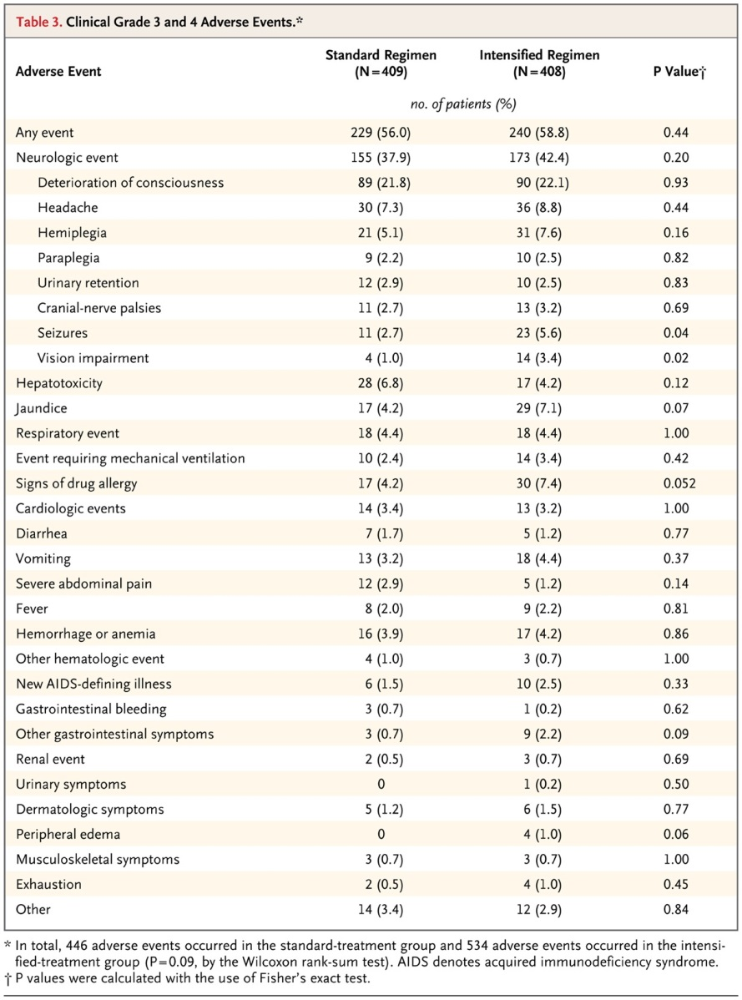 Table 3. Clinical Grade 3 and 4 Adverse Events.*
Adverse Event Standard Regimen (N=409) Intensified Regimen (N=408) P Value†
no. of patients (%)
Any event 229 (56.0) 240 (58.8) 0.44
Neurologic event 155 (37.9) 173 (42.4) 0.20
Deterioration of consciousness 89 (21.8) 90 (22.1) 0.93
Headache 30 (7.3) 36 (8.8) 0.44
Hemiplegia 21 (5.1) 31 (7.6) 0.16
Paraplegia 9 (2.2) 10 (2.5) 0.82
Urinary retention 12 (2.9) 10 (2.5) 0.83
Cranial-nerve palsies 11 (2.7) 13 (3.2) 0.69
Seizures 11 (2.7) 23 (5.6) 0.04
Vision impairment 4 (1.0) 14 (3.4) 0.02
Hepatotoxicity 28 (6.8) 17 (4.2) 0.12
Jaundice 17 (4.2) 29 (7.1) 0.07
Respiratory event 18 (4.4) 18 (4.4) 1.00
Event requiring mechanical ventilation 10 (2.4) 14 (3.4) 0.42
Signs of drug allergy 17 (4.2) 30 (7.4) 0.052
Cardiologic events 14 (3.4) 13 (3.2) 1.00
Diarrhea 7 (1.7) 5 (1.2) 0.77
Vomiting 13 (3.2) 18 (4.4) 0.37
Severe abdominal pain 12 (2.9) 5 (1.2) 0.14
Fever 8 (2.0) 9 (2.2) 0.81
Hemorrhage or anemia 16 (3.9) 17 (4.2) 0.86
Other hematologic event 4 (1.0) 3 (0.7) 1.00
New AIDS-defining illness 6 (1.5) 10 (2.5) 0.33
Gastrointestinal bleeding 3 (0.7) 1 (0.2) 0.62
Other gastrointestinal symptoms 3 (0.7) 9 (2.2) 0.09
Renal event 2 (0.5) 3 (0.7) 0.69
Urinary symptoms 0 1 (0.2) 0.50
Dermatologic symptoms 5 (1.2) 6 (1.5) 0.77
Peripheral edema 0 4 (1.0) 0.06
Musculoskeletal symptoms 3 (0.7) 3 (0.7) 1.00
Exhaustion 2 (0.5) 4 (1.0) 0.45
Other 14 (3.4) 12 (2.9) 0.84
* In total, 446 adverse events occurred in the standard-treatment group and 534 adverse events occurred in the intensi-
fied-treatment group (P=0.09, by the Wilcoxon rank-sum test). AIDS denotes acquired immunodeficiency syndrome.
† P values were calculated with the use of Fisher's exact test.